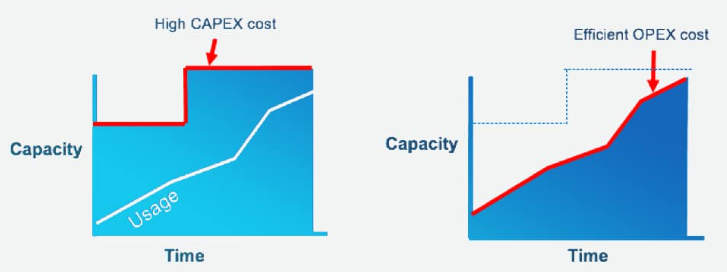 High CAPEX cost
Capacity
Usage
Time
Efficient OPEX cost
Capacity
Time